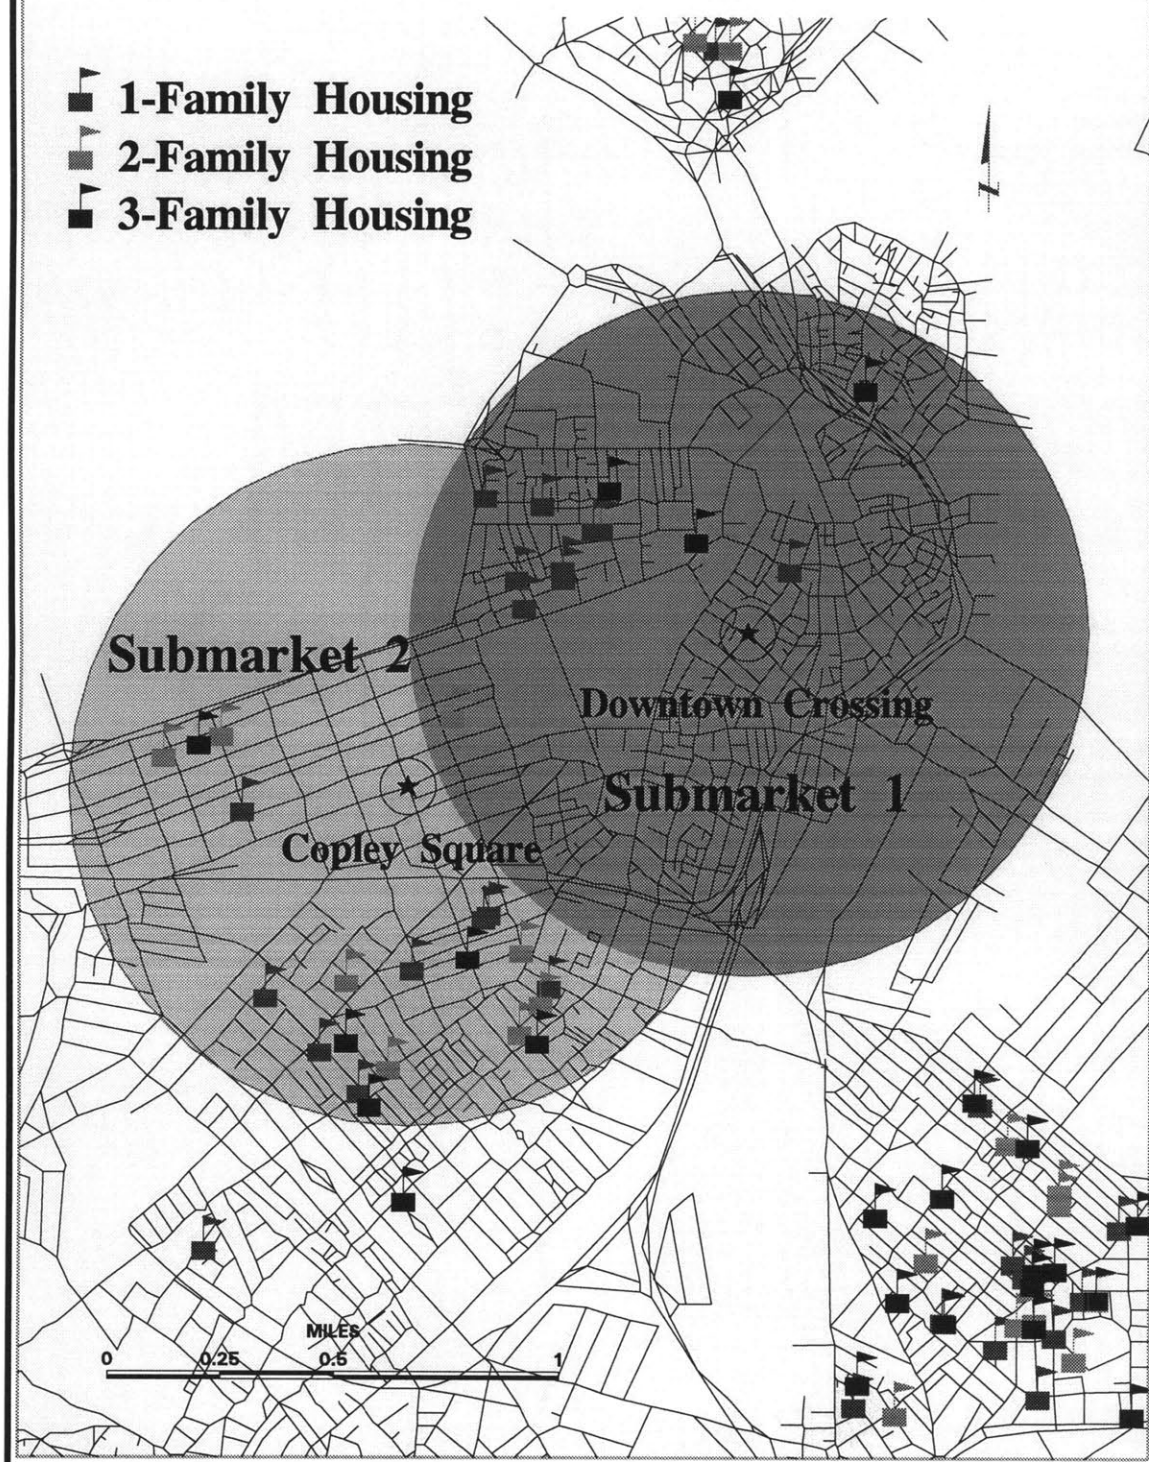 1-Family Housing
2-Family Housing
3-Family Housing
N
Submarket 2
Downtown Crossing
Submarket 1
Copley Square
MILES
0 0.25 0.5 1